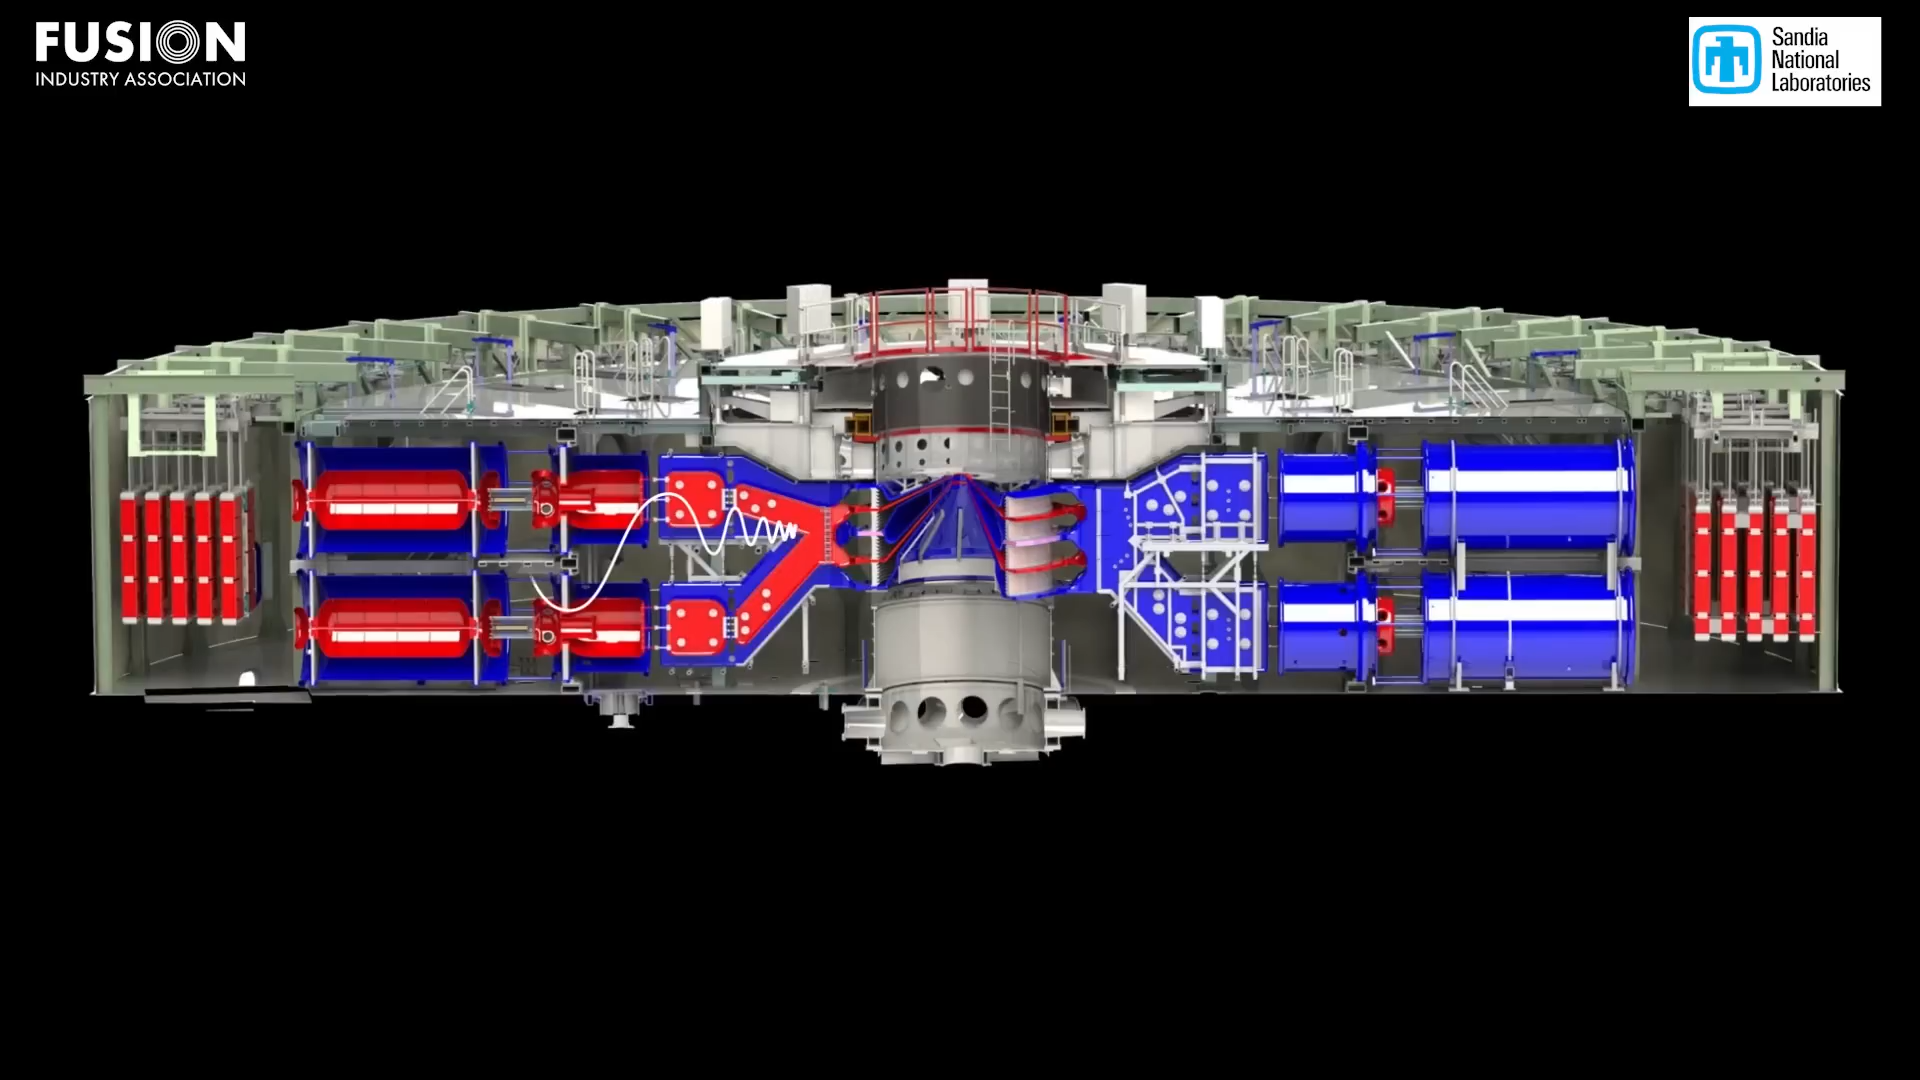 FUSION
INDUSTRY ASSOCIATION
Sandia
National
Laboratories